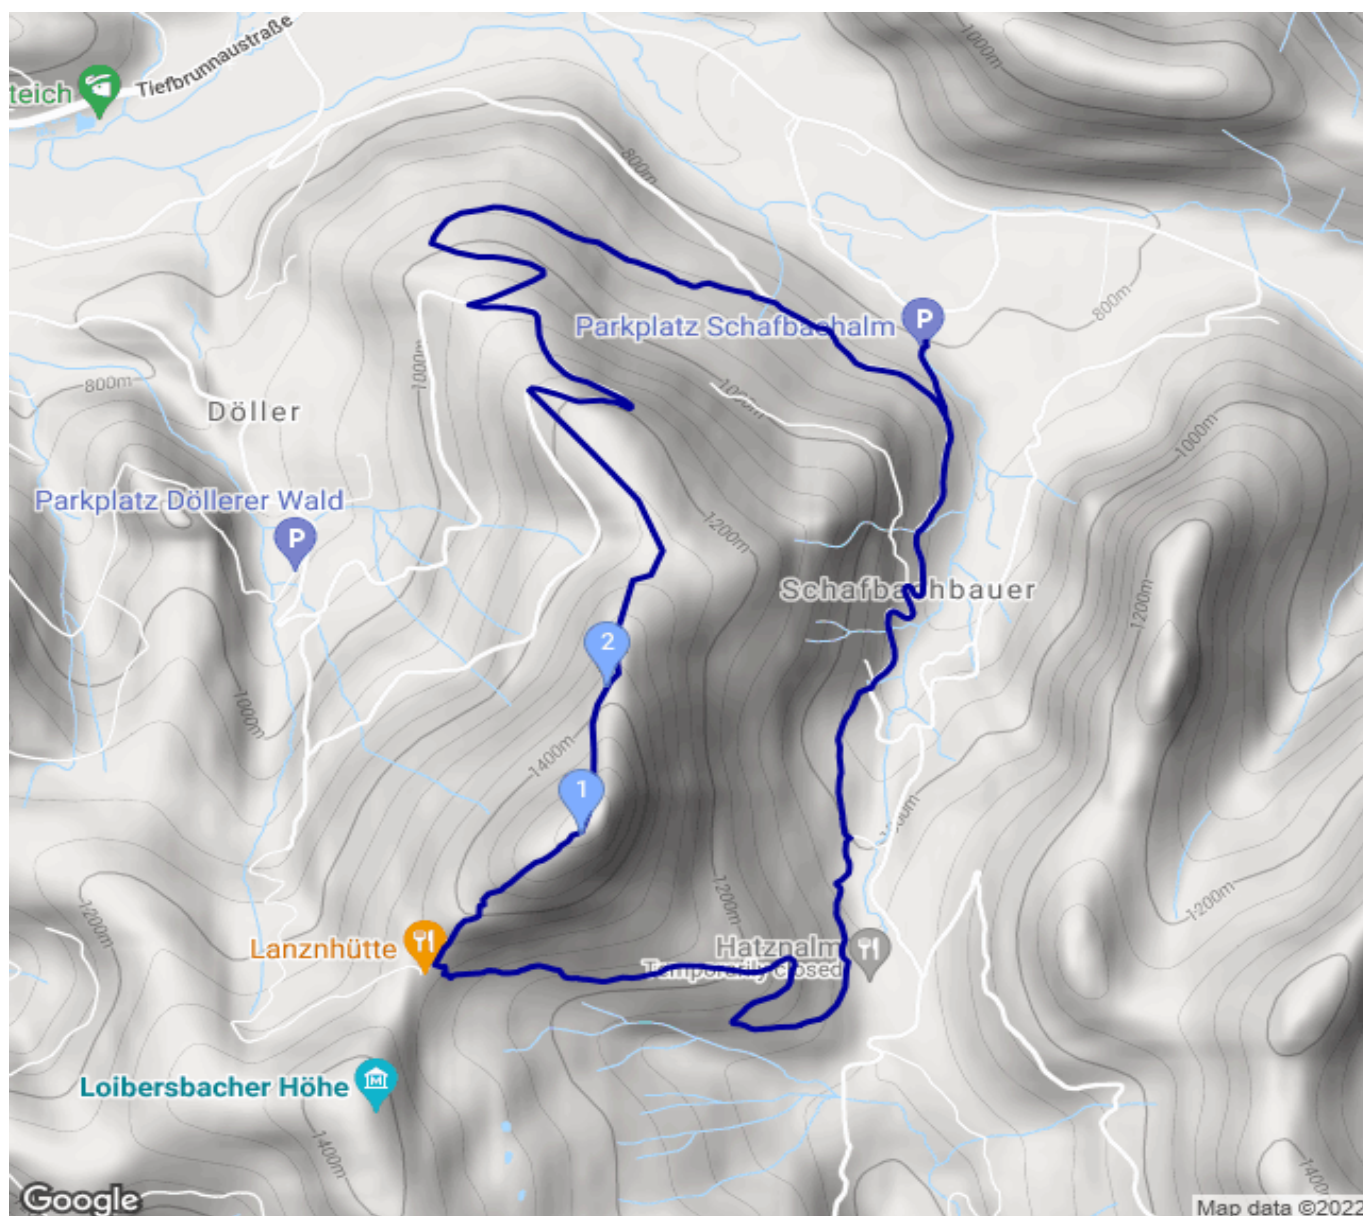 Tiefbrunnaustraße
teich
1000m
800m
Parkplatz Schafbachalm
P
800m
1000m
800m
1000m
Döller
1000m
Parkplatz Döllerer Wald
P
1200m
Schafbachbauer
1200m
2
1000m
1400m
1
1200m
1200m
1200m
Lanznhütte
Hatznalm
Temporarily closed
Loibersbacher Höhe
M
1400m
Google
Map data ©2022